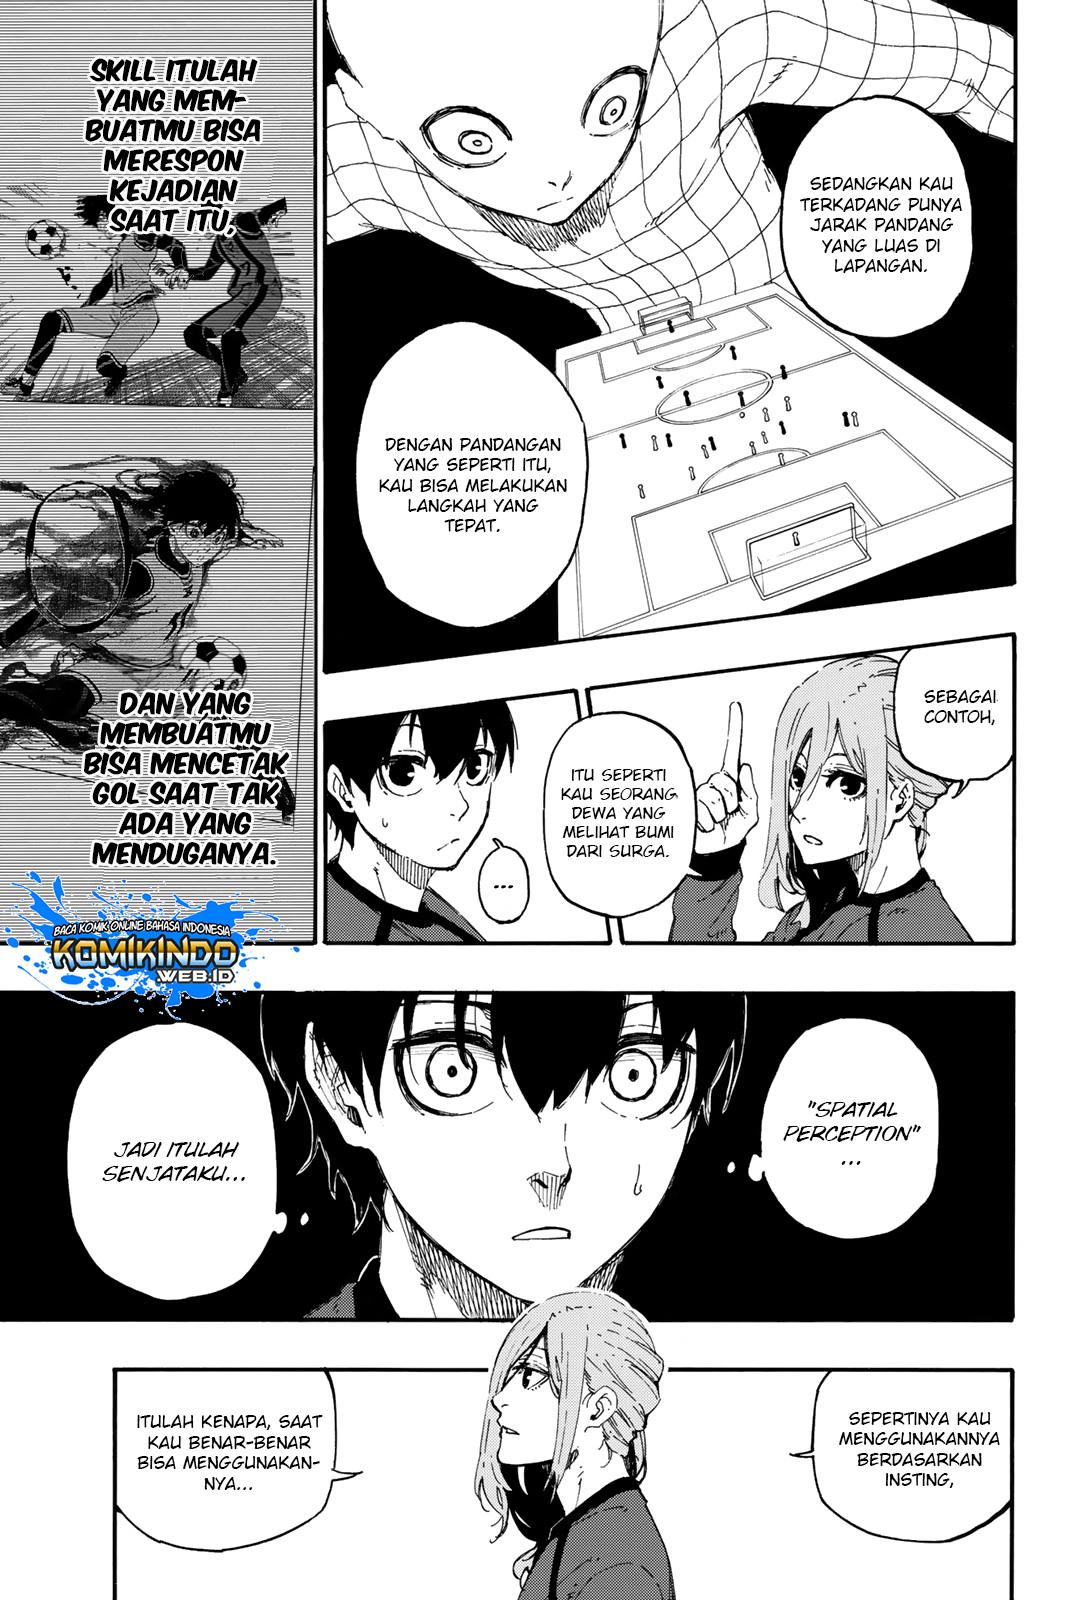 SEDANGKAN KAU
TERKADANG PUNYA
JARAK PANDANG
YANG LUAS DI
LAPANGAN.
DENGAN PANDANGAN
YANG SEPERTI ITU,
KAU BISA MELAKUKAN
LANGKAH YANG
TEPAT.
SKILL ITULAH
YANG MEM-
BUATMU BISA
MERESPON
KEJADIAN
SAAT ITU,
DAN YANG
MEMBUATMU
BISA MENCETAK
GOL SAAT TAK
ADA YANG
MENDUGANYA.
SEBAGAI
CONTOH,
ITU SEPERTI
KAU SEORANG
DEWA YANG
MELIHAT BUMI
DARI SURGA.
...
BACA KOMIK ONLINE BAHASA INDONESIA
KOMIKINDO
.WEB.ID
"SPATIAL
PERCEPTION"
...
JADI ITULAH
SENJATAKU...
SEPERTINYA KAU
MENGGUNAKANNYA
BERDASARKAN
INSTING,
ITULAH KENAPA, SAAT
KAU BENAR-BENAR
BISA MENGGUNAKAN-
NYA...